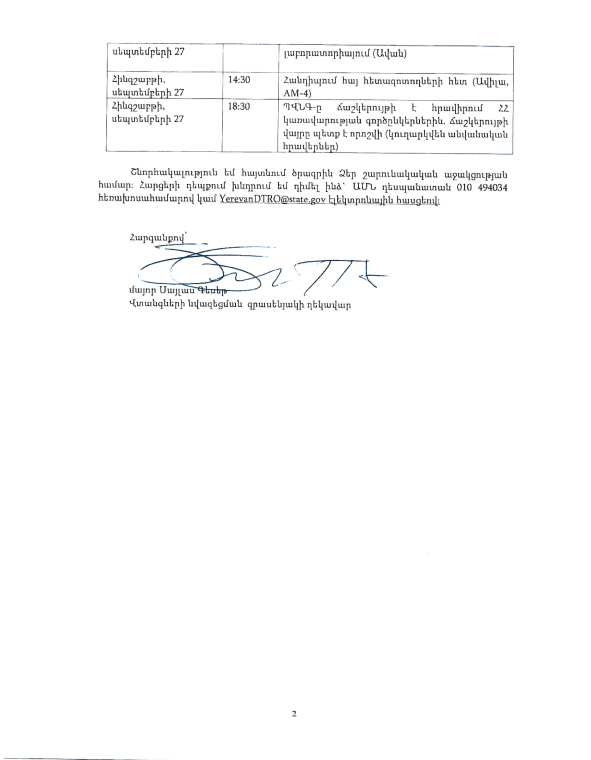 սեպտեմբերի 27 լաբորատորիայում (Ավան)
Հինգշաբթի, 14:30 Հանդիպում հայ հետազոտողների հետ (Ավիլա,
սեպտեմբերի 27 AM-4)
Հինգշաբթի, 18:30 ՊՎՆԳ-ը ճաշկերույթի է հրավիրում ՀՀ
սեպտեմբերի 27 կառավարության գործընկերներին. Ճաշկերույթի
վայրը պետք է որոշվի (կուղարկվեն անվանական
հրավերներ)
Շնորհակալություն եմ հայտնում ծրագրին Ձեր շարունակական աջակցության
համար: Հարցերի դեպքում խնդրում եմ դիմել ինձ՝ ԱՄՆ դեսպանատան 010 494034
հեռախոսահամարով կամ YerevanDTRO@state.gov էլեկտրոնային հասցեով:
Հարգանքով՝
մայոր Մայլաս Գեսեթ
Վտանգների նվազեցման գրասենյակի ղեկավար
2